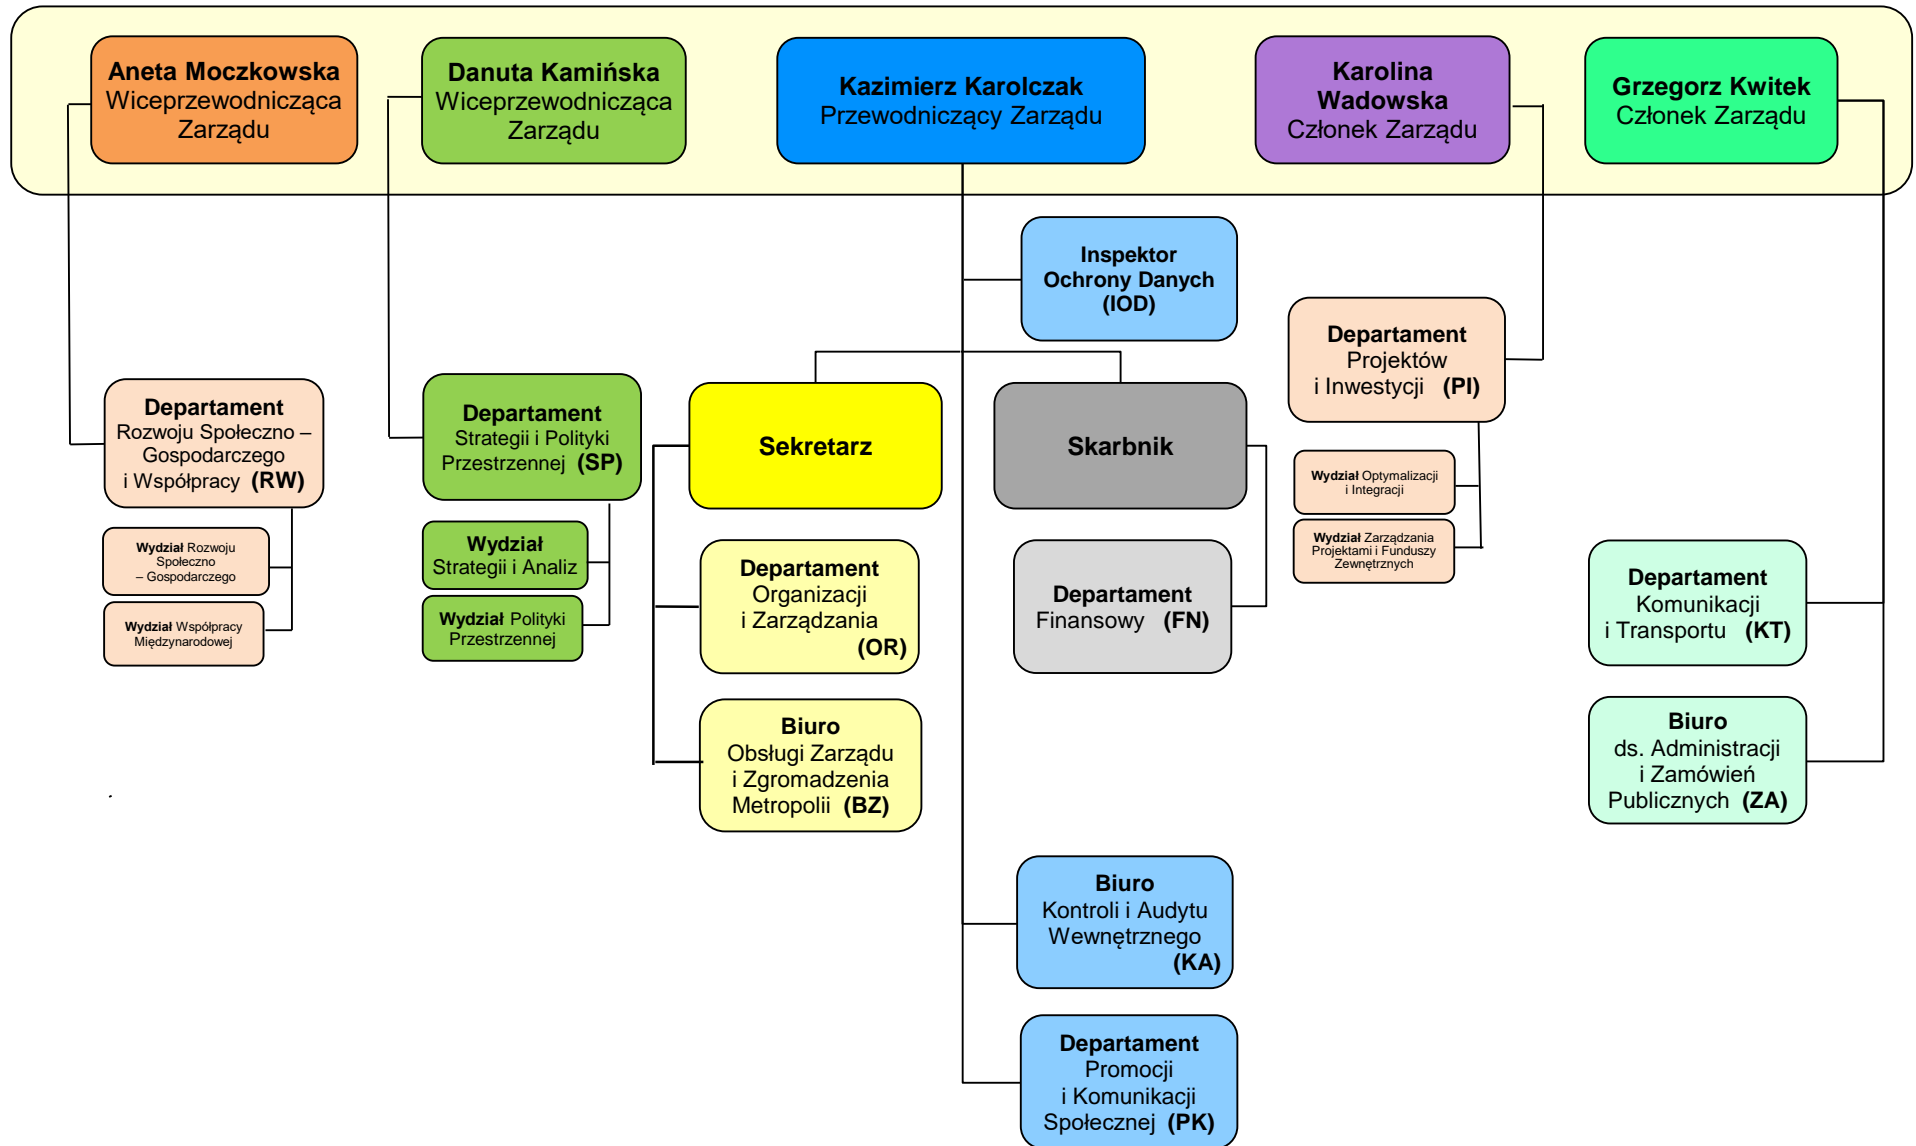 Aneta Moczkowska
Wiceprzewodnicząca
Zarządu
Danuta Kamińska
Wiceprzewodnicząca
Zarządu
Kazimierz Karolczak
Przewodniczący Zarządu
Karolina
Wadowska
Członek Zarządu
Grzegorz Kwitek
Członek Zarządu
Inspektor
Ochrony Danych
(IOD)
Departament
Projektów
i Inwestycji (PI)
Departament
Rozwoju Społeczno –
Gospodarczego
i Współpracy (RW)
Departament
Strategii i Polityki
Przestrzennej (SP)
Sekretarz
Skarbnik
Wydział Optymalizacji
i Integracji
Wydział Zarządzania
Projektami i Funduszy
Zewnętrznych
Wydział Rozwoju
Społeczno
– Gospodarczego
Wydział Współpracy
Międzynarodowej
Wydział
Strategii i Analiz
Wydział Polityki
Przestrzennej
Departament
Organizacji
i Zarządzania
(OR)
Departament
Finansowy (FN)
Departament
Komunikacji
i Transportu (KT)
Biuro
Obsługi Zarządu
i Zgromadzenia
Metropolii (BZ)
Biuro
ds. Administracji
i Zamówień
Publicznych (ZA)
Biuro
Kontroli i Audytu
Wewnętrznego
(KA)
Departament
Promocji
i Komunikacji
Społecznej (PK)